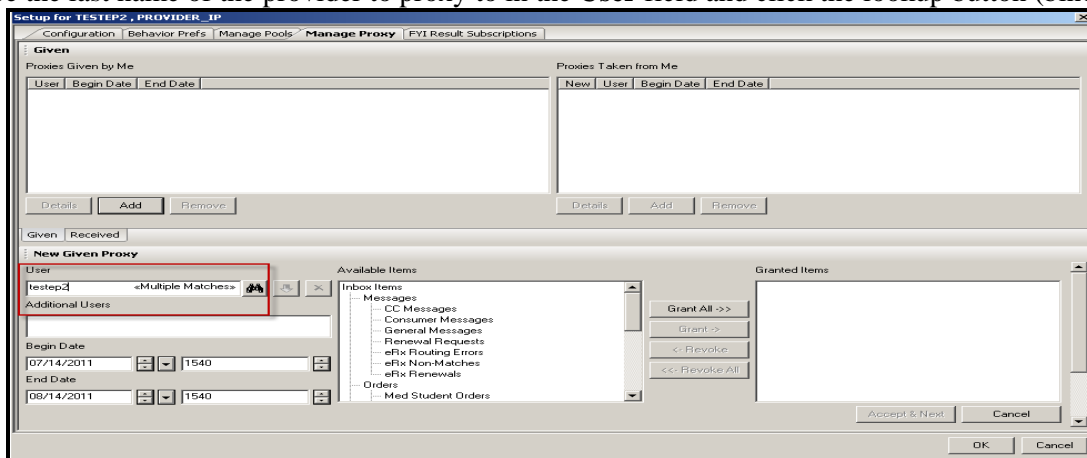 the last name of the provider to proxy to in the User field and click the lookup button
Setup for TESTEP2 , PROVIDER_IP
Configuration Behavior Prefs Manage Pools Manage Proxy FYI Result Subscriptions
Given
Proxies Given by Me Proxies Taken from Me
User Begin Date End Date New User Begin Date End Date
Details Add Remove Details Add Remove
Given Received
New Given Proxy
User Available Items Granted Items
testep2 «Multiple Matches» Inbox Items
Messages
Additional Users CC Messages Grant All ->>
Consumer Messages
General Messages Grant->
Begin Date Renewal Requests <- Revoke
07/14/2011 1540 eRx Routing Errors
eRx Non-Matches <<- Revoke All
End Date eRx Renewals
Orders
08/14/2011 1540 Med Student Orders
Accept & Next Cancel
OK Cancel